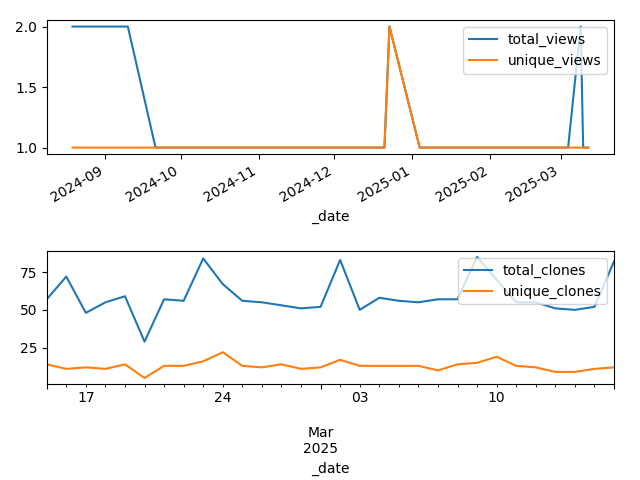 2.0
total_views
unique_views
1.5
1.0
2024-09
2024-10
2024-11
2024-12
2025-01
2025-02
2025-03
_date
total_clones
unique_clones
75
50
25
17
24
03
10
Mar
2025
_date